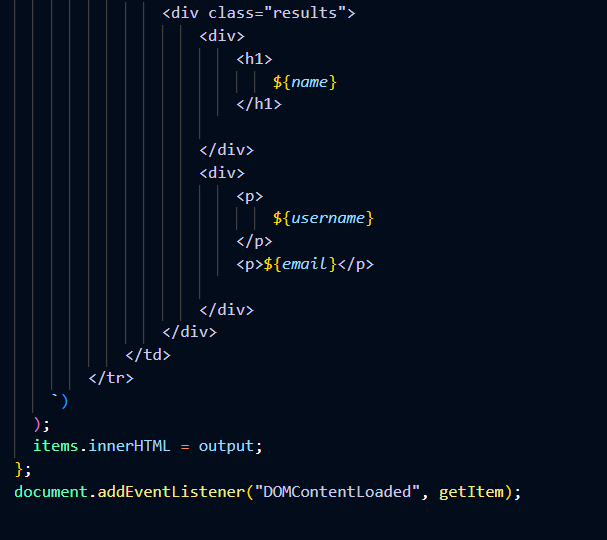 <div class="results">
<div>
<h1>
${name}
</h1>
</div>
<div>
<p>
${username}
</p>
<p>${email}</p>
</div>
</div>
</td>
</tr>
`)
);
items.innerHTML = output;
};
document.addEventListener("DOMContentLoaded", getItem);